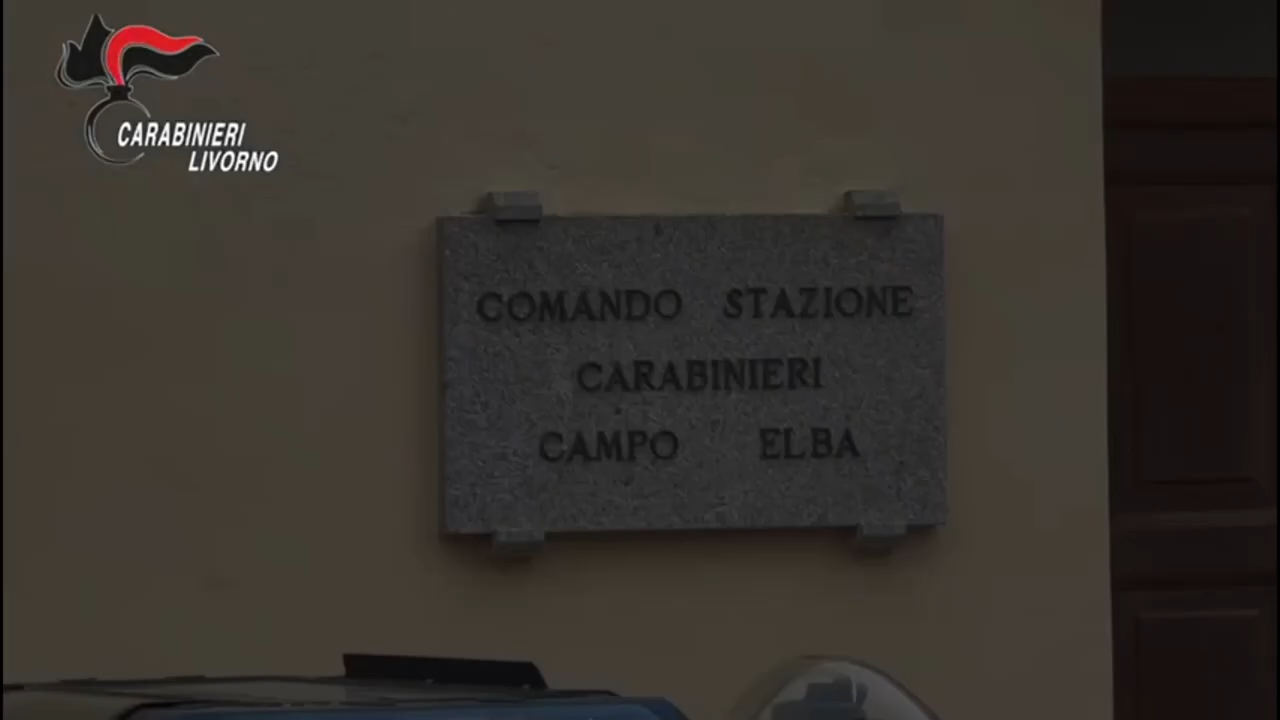 CARABINIERI
LIVORNO
COMANDO STAZIONE
CARABINIERI
CAMPO ELBA